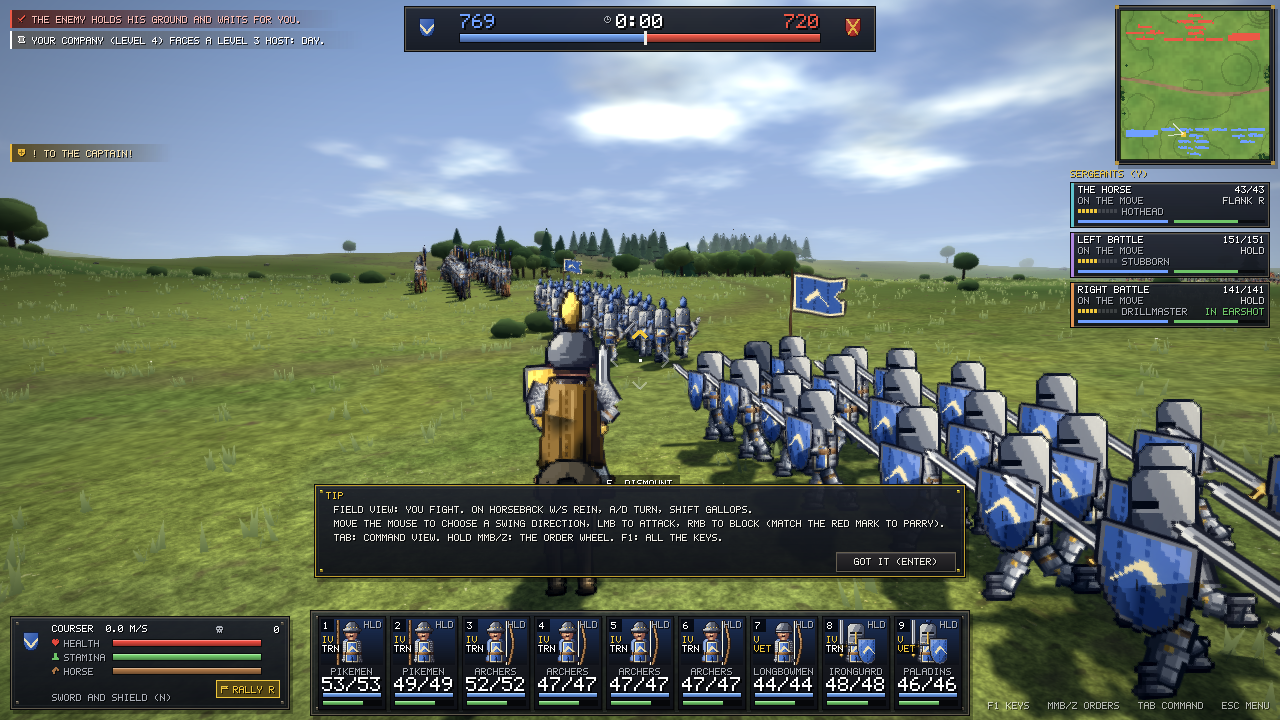 THE ENEMY HOLDS HIS GROUND AND WAITS FOR YOU.
YOUR COMPANY (LEVEL 4) FACES A LEVEL 3 HOST: DAY.
769 0:00 720
! TO THE CAPTAIN!
SERGEANTS (Y)
THE HORSE 43/43
ON THE MOVE FLANK R
HOTHEAD
LEFT BATTLE 151/151
ON THE MOVE HOLD
STUBBORN
RIGHT BATTLE 141/141
ON THE MOVE HOLD
DRILLMASTER IN EARSHOT
F DISMOUNT
TIP
FIELD VIEW: YOU FIGHT. ON HORSEBACK W/S REIN, A/D TURN, SHIFT GALLOPS.
MOVE THE MOUSE TO CHOOSE A SWING DIRECTION, LMB TO ATTACK, RMB TO BLOCK (MATCH THE RED MARK TO PARRY).
TAB: COMMAND VIEW. HOLD MMB/Z: THE ORDER WHEEL. F1: ALL THE KEYS.
GOT IT (ENTER)
COURSER 0.0 M/S 0
HEALTH
STAMINA
HORSE
SWORD AND SHIELD (N) RALLY R
1 HLD IV TRN PIKEMEN 53/53
2 HLD IV TRN PIKEMEN 49/49
3 HLD IV TRN ARCHERS 52/52
4 HLD IV TRN ARCHERS 47/47
5 HLD IV TRN ARCHERS 47/47
6 HLD IV TRN ARCHERS 47/47
7 HLD V VET LONGBOWMEN 44/44
8 HLD IV TRN IRONGUARD 48/48
9 HLD V VET PALADINS 46/46
F1 KEYS MMB/Z ORDERS TAB COMMAND ESC MENU